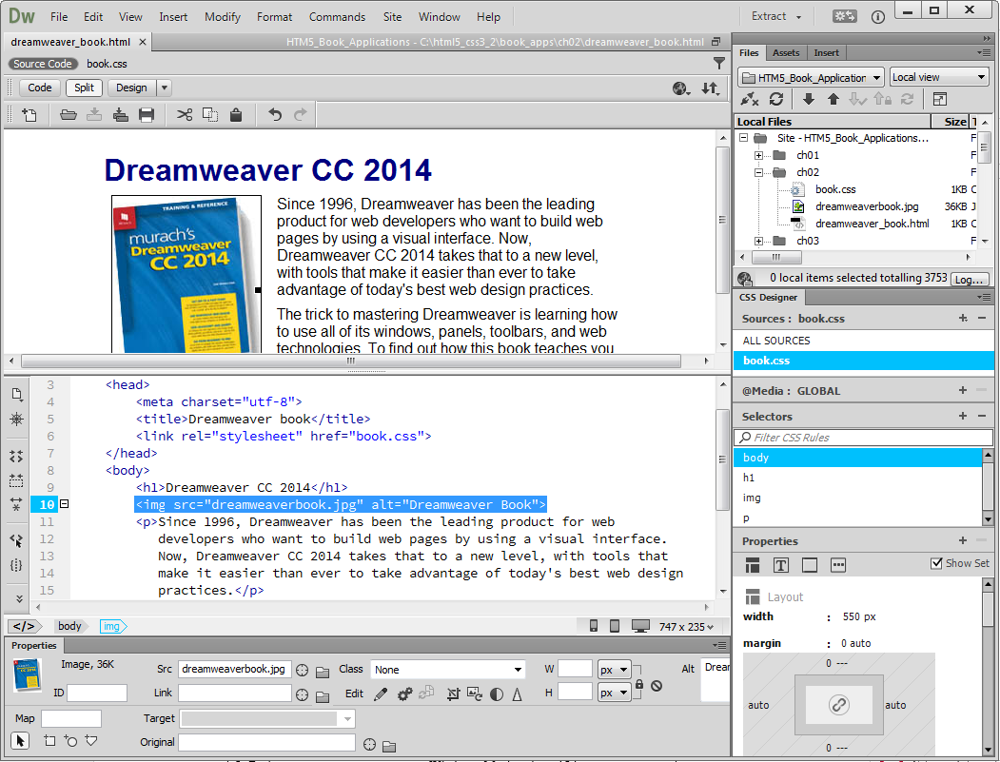 Dw File Edit View Insert Modify Format Commands Site Window Help Extract
dreamweaver_book.html × HTM5_Book_Applications - C:\html5_css3_2\book_apps\ch02\dreamweaver_book.html
Source Code book.css
Code Split Design
Dreamweaver CC 2014
TRAINING & REFERENCE
murach's
Dreamweaver
CC 2014
Since 1996, Dreamweaver has been the leading
product for web developers who want to build web
pages by using a visual interface. Now,
Dreamweaver CC 2014 takes that to a new level,
with tools that make it easier than ever to take
advantage of today's best web design practices.
The trick to mastering Dreamweaver is learning how
to use all of its windows, panels, toolbars, and web
technologies. To find out how this book teaches you
3 <head>
4 <meta charset="utf-8">
5 <title>Dreamweaver book</title>
6 <link rel="stylesheet" href="book.css">
7 </head>
8 <body>
9 <h1>Dreamweaver CC 2014</h1>
10 <img src="dreamweaverbook.jpg" alt="Dreamweaver Book">
11 <p>Since 1996, Dreamweaver has been the leading product for web
12 developers who want to build web pages by using a visual interface.
13 Now, Dreamweaver CC 2014 takes that to a new level, with tools that
14 make it easier than ever to take advantage of today's best web design
15 practices.</p>
</> body img 747 x 235
Properties
Image, 36K Src dreamweaverbook.jpg Class None W px Alt Drear
ID Link Edit H px
Map Target
Original
Files Assets Insert
HTM5_Book_Application Local view
Local Files Size T
Site - HTM5_Book_Applications... F
ch01 F
ch02 F
book.css 1KB C
dreamweaverbook.jpg 36KB J
dreamweaver_book.html 1KB C
ch03 F
0 local items selected totalling 3753 Log...
CSS Designer
Sources : book.css + −
ALL SOURCES
book.css
@Media : GLOBAL + −
Selectors + −
Filter CSS Rules
body
h1
img
p
Properties + −
T Show Set
Layout
width : 550 px
margin : 0 auto
0 ---
auto auto
0 ---